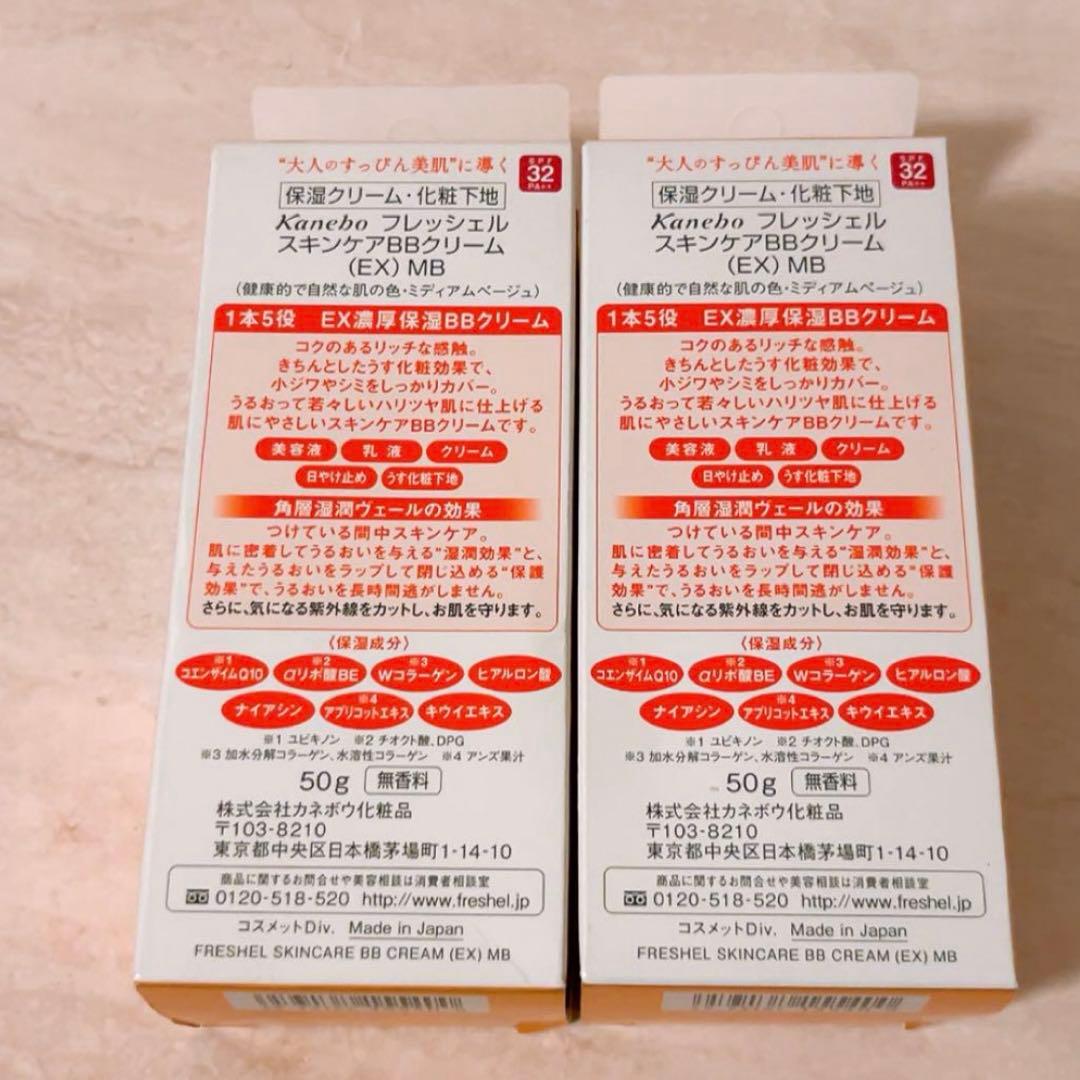 "大人のすっぴん美肌"に導く
SPF
32
PA++
保湿クリーム・化粧下地
Kanebo フレッシェル
スキンケアBBクリーム
(EX) MB
(健康的で自然な肌の色・ミディアムベージュ)
1本5役 EX濃厚保湿BBクリーム
コクのあるリッチな感触。
きちんとしたうす化粧効果で、
小ジワやシミをしっかりカバー。
うるおって若々しいハリツヤ肌に仕上げる
肌にやさしいスキンケアBBクリームです。
美容液 乳液 クリーム
日やけ止め うす化粧下地
角層湿潤ヴェールの効果
つけている間中スキンケア。
肌に密着してうるおいを与える"湿潤効果"と、
与えたうるおいをラップして閉じ込める"保護
効果"で、うるおいを長時間逃がしません。
さらに、気になる紫外線をカットし、お肌を守ります。
〈保湿成分〉
※1 ※2 ※3
コエンザイムQ10 αリポ酸BE Wコラーゲン ヒアルロン酸
※4
ナイアシン アプリコットエキス キウイエキス
※1 ユビキノン ※2 チオクト酸、DPG
※3 加水分解コラーゲン、水溶性コラーゲン ※4 アンズ果汁
50g 無香料
株式会社カネボウ化粧品
〒103-8210
東京都中央区日本橋茅場町1-14-10
商品に関するお問合せや美容相談は消費者相談室
0120-518-520 http://www.freshel.jp
コスメットDiv. Made in Japan
FRESHEL SKINCARE BB CREAM (EX) MB
"大人のすっぴん美肌"に導く
SPF
32
PA++
保湿クリーム・化粧下地
Kanebo フレッシェル
スキンケアBBクリーム
(EX) MB
(健康的で自然な肌の色・ミディアムベージュ)
1本5役 EX濃厚保湿BBクリーム
コクのあるリッチな感触。
きちんとしたうす化粧効果で、
小ジワやシミをしっかりカバー。
うるおって若々しいハリツヤ肌に仕上げる
肌にやさしいスキンケアBBクリームです。
美容液 乳液 クリーム
日やけ止め うす化粧下地
角層湿潤ヴェールの効果
つけている間中スキンケア。
肌に密着してうるおいを与える"湿潤効果"と、
与えたうるおいをラップして閉じ込める"保護
効果"で、うるおいを長時間逃がしません。
さらに、気になる紫外線をカットし、お肌を守ります。
〈保湿成分〉
※1 ※2 ※3
コエンザイムQ10 αリポ酸BE Wコラーゲン ヒアルロン酸
※4
ナイアシン アプリコットエキス キウイエキス
※1 ユビキノン ※2 チオクト酸、DPG
※3 加水分解コラーゲン、水溶性コラーゲン ※4 アンズ果汁
50g 無香料
株式会社カネボウ化粧品
〒103-8210
東京都中央区日本橋茅場町1-14-10
商品に関するお問合せや美容相談は消費者相談室
0120-518-520 http://www.freshel.jp
コスメットDiv. Made in Japan
FRESHEL SKINCARE BB CREAM (EX) MB